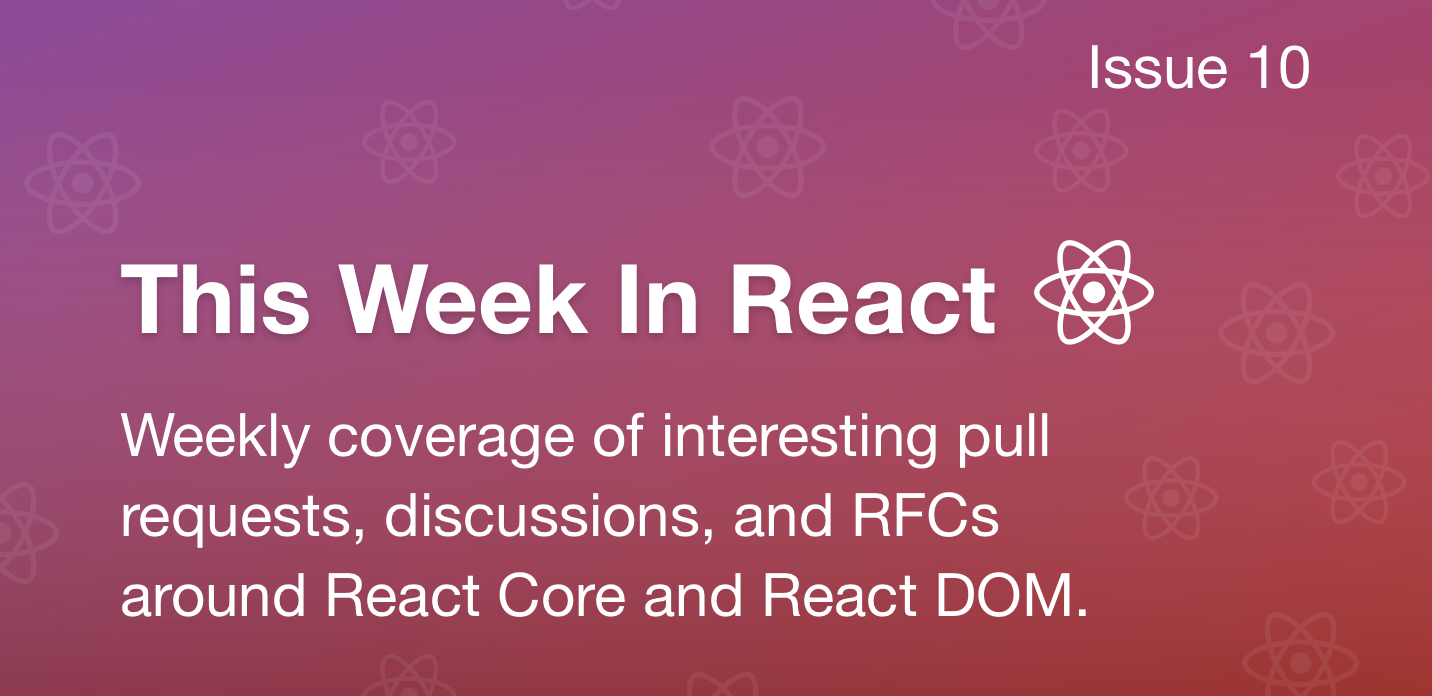 Issue 10
This Week In React
Weekly coverage of interesting pull
requests, discussions, and RFCs
around React Core and React DOM.